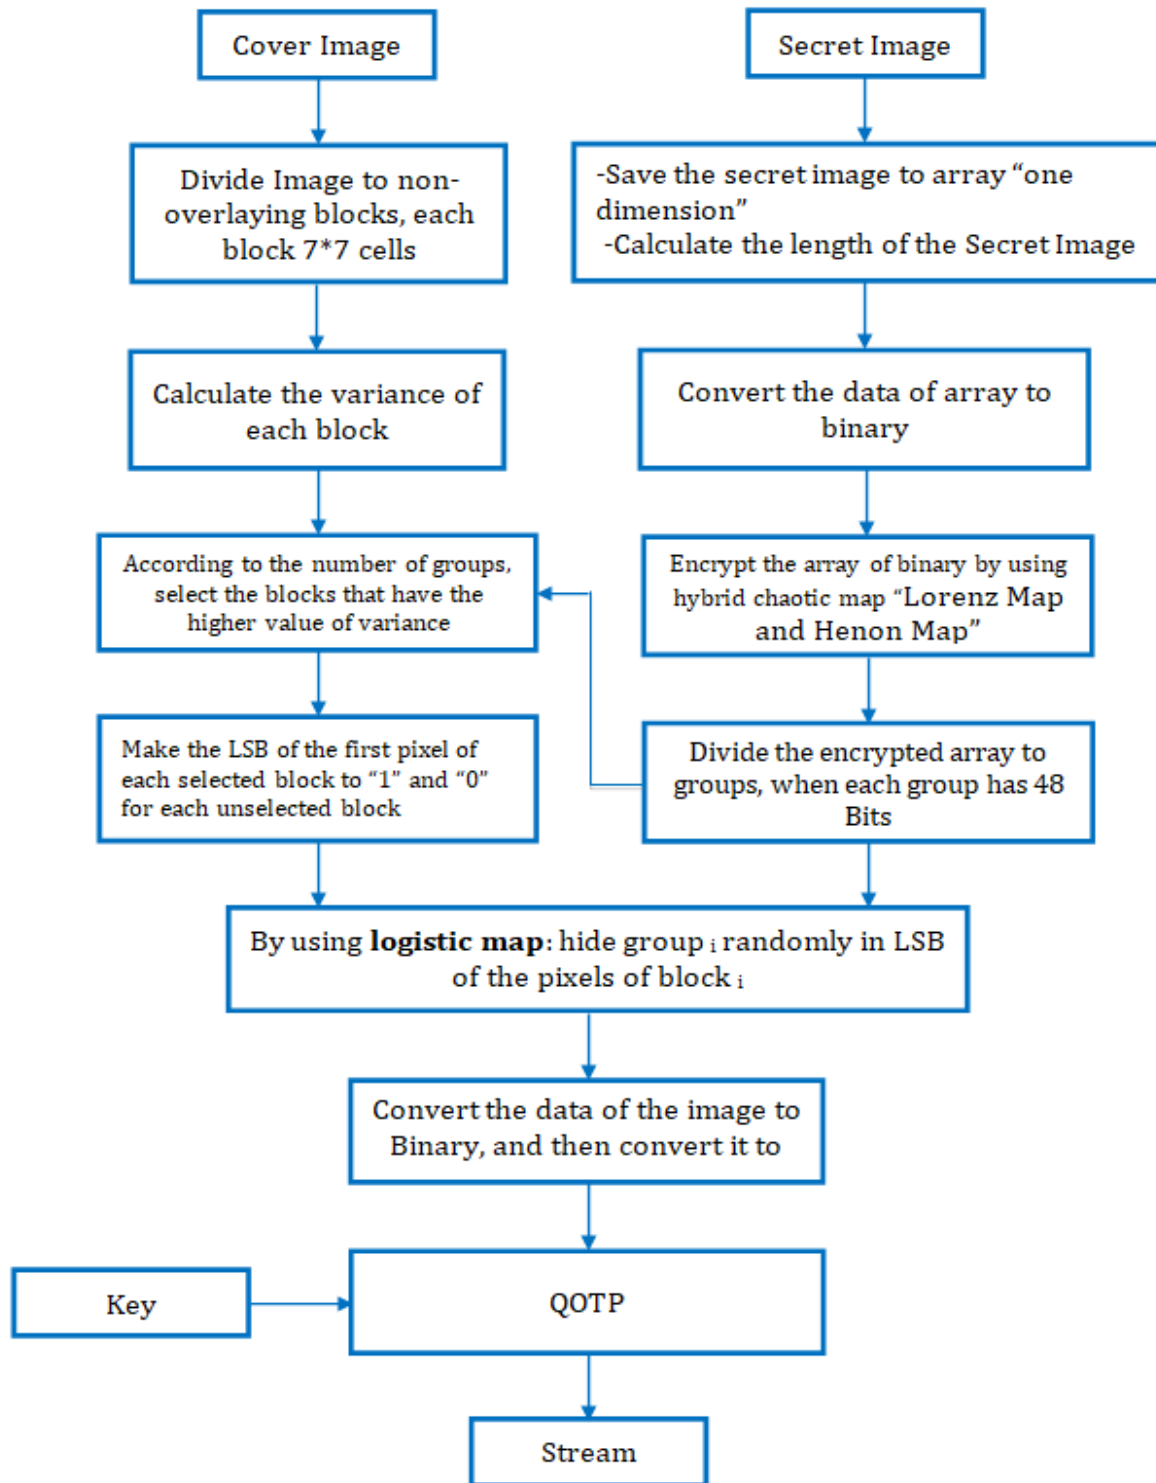 Cover Image
Secret Image
Divide Image to non-
overlaying blocks, each
block 7*7 cells
-Save the secret image to array “one
dimension”
-Calculate the length of the Secret Image
Calculate the variance of
each block
Convert the data of array to
binary
According to the number of groups,
select the blocks that have the
higher value of variance
Encrypt the array of binary by using
hybrid chaotic map “Lorenz Map
and Henon Map”
Make the LSB of the first pixel of
each selected block to “1” and “0”
for each unselected block
Divide the encrypted array to
groups, when each group has 48
Bits
By using logistic map: hide group i randomly in LSB
of the pixels of block i
Convert the data of the image to
Binary, and then convert it to
Key
QOTP
Stream